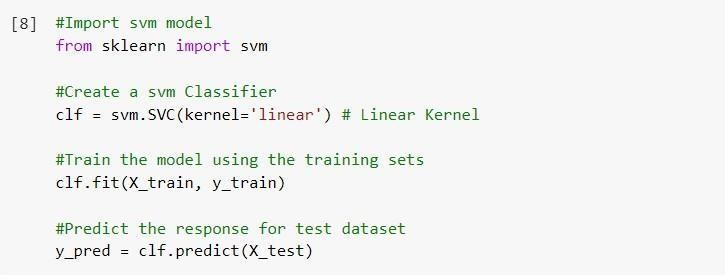 [8] #Import svm model
from sklearn import svm
#Create a svm Classifier
clf = svm.SVC(kernel='linear') # Linear Kernel
#Train the model using the training sets
clf.fit(X_train, y_train)
#Predict the response for test dataset
y_pred = clf.predict(X_test)